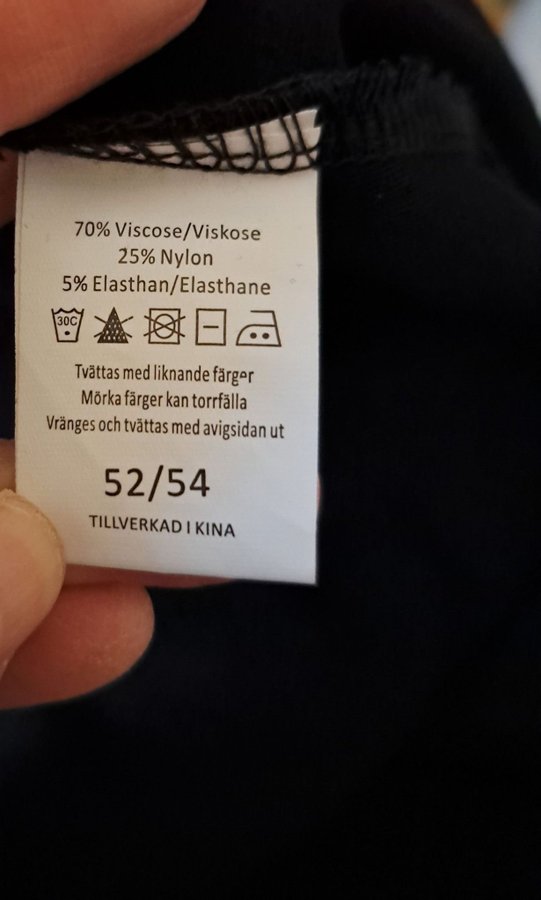 70% Viscose/Viskose
25% Nylon
5% Elasthan/Elasthane
30C
Tvättas med liknande färger
Mörka färger kan torrfälla
Vränges och tvättas med avigsidan ut
52/54
TILLVERKAD I KINA